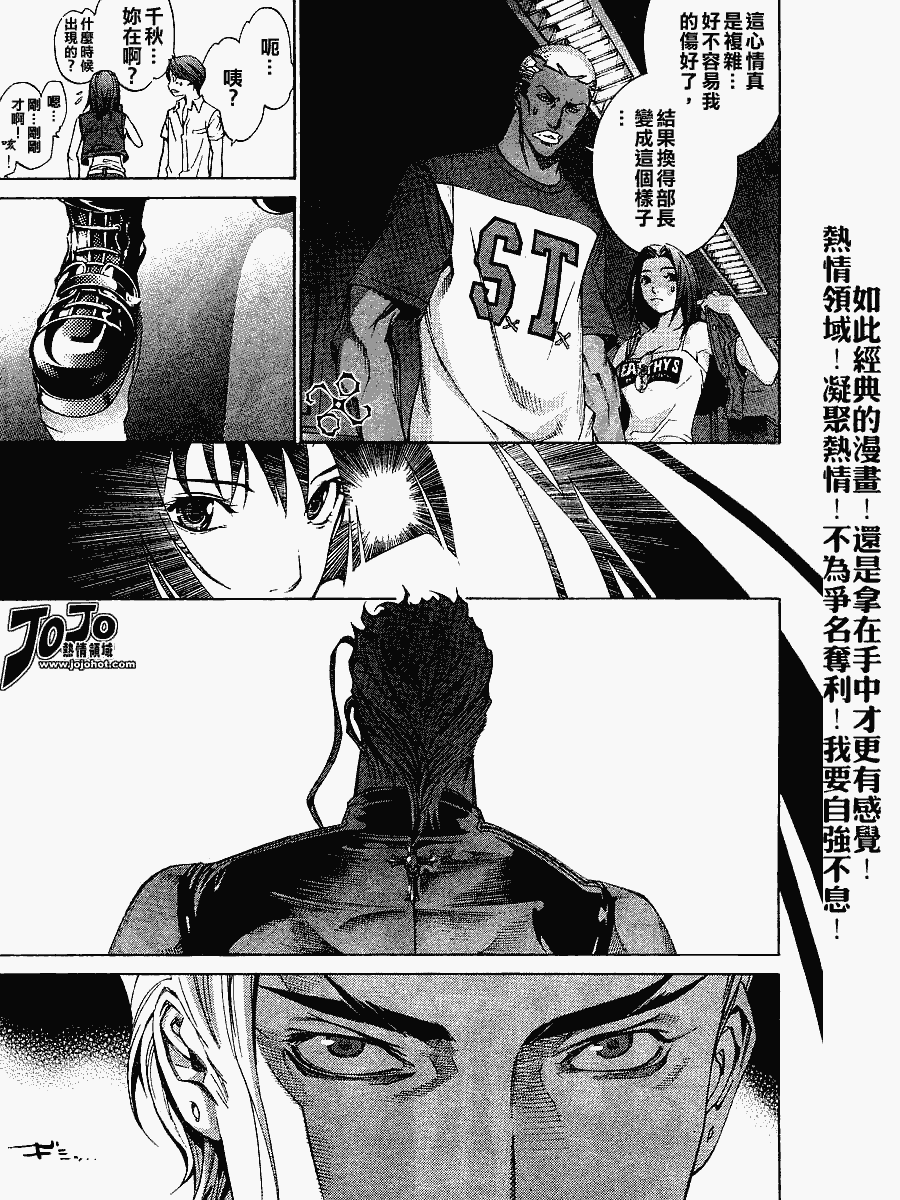 這心情真
是複雜…
好不容易我
的傷好了，
結果換得部長
變成這個樣子
…
ST
呃…
咦？
千秋…
妳在啊？
什麼時候
出現的？
嗯…
剛…剛剛
才啊！
咳！
如此經典的漫畫！還是拿在手中才更有感覺！
熱情領域！凝聚熱情！不為爭名奪利！我要自強不息！
JOJO
熱情領域
www.jojohot.com
ギシッ…